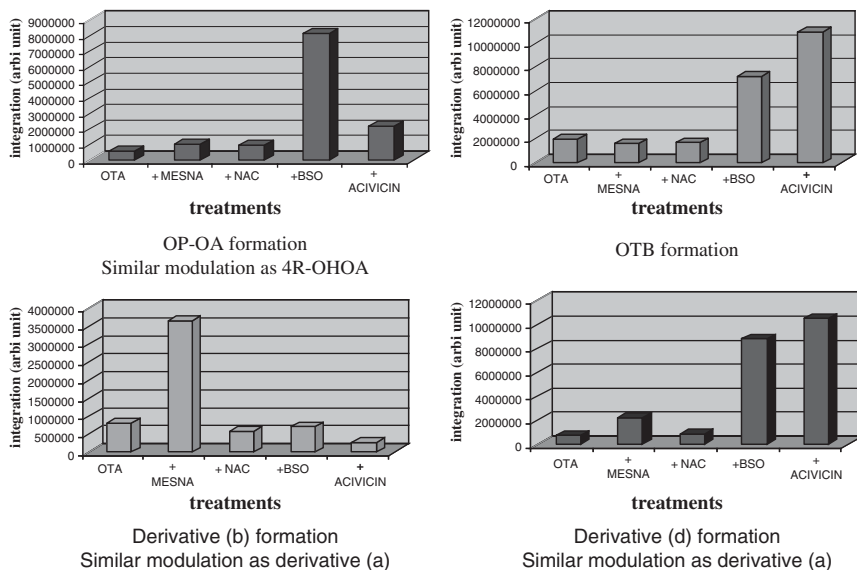 integration (arbi unit)
9000000
8000000
7000000
6000000
5000000
4000000
3000000
2000000
1000000
0
OTA
+ MESNA
+ NAC
+BSO
+
ACIVICIN
treatments
OP-OA formation
Similar modulation as 4R-OHOA
integration (arbi unit)
12000000
10000000
8000000
6000000
4000000
2000000
0
OTA
+
MESNA
+ NAC
+BSO
+
ACIVICIN
treatments
OTB formation
integration (arbi unit)
4000000
3500000
3000000
2500000
2000000
1500000
1000000
500000
0
OTA
+
MESNA
+ NAC
+BSO
+
ACIVICIN
treatments
Derivative (b) formation
Similar modulation as derivative (a)
integration (arbi unit)
12000000
10000000
8000000
6000000
4000000
2000000
0
OTA
+
MESNA
+ NAC
+BSO
+
ACIVICIN
treatments
Derivative (d) formation
Similar modulation as derivative (a)